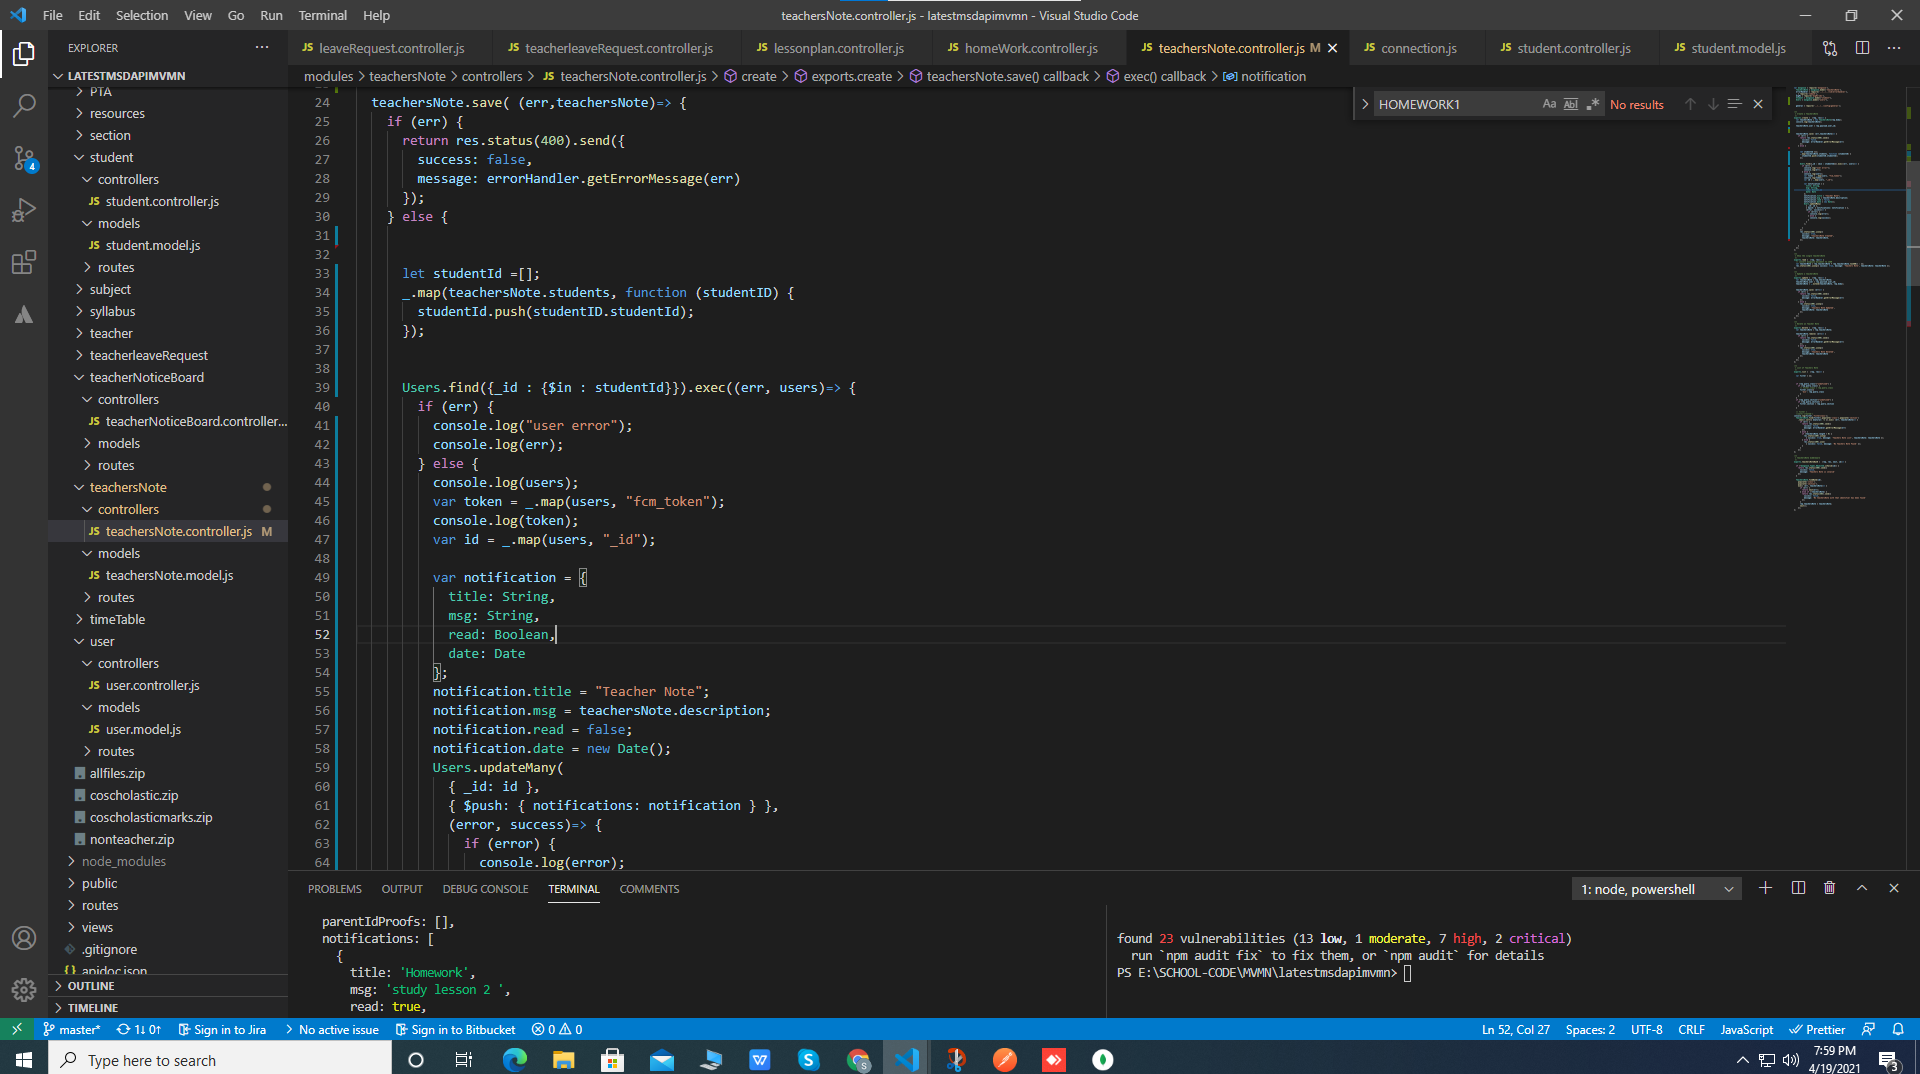 File Edit Selection View Go Run Terminal Help
teachersNote.controller.js - latestmsdapimvmn - Visual Studio Code
EXPLORER
JS leaveRequest.controller.js
JS teacherleaveRequest.controller.js
JS lessonplan.controller.js
JS homeWork.controller.js
JS teachersNote.controller.js M
JS connection.js
JS student.controller.js
JS student.model.js
modules > teachersNote > controllers > JS teachersNote.controller.js > create > exports.create > teachersNote.save() callback > exec() callback > notification
HOMEWORK1 Aa Abl .* No results
LATESTMSDAPIMVMN
PTA
resources
section
student
controllers
JS student.controller.js
models
JS student.model.js
routes
subject
syllabus
teacher
teacherleaveRequest
teacherNoticeBoard
controllers
JS teacherNoticeBoard.controller...
models
routes
teachersNote
controllers
JS teachersNote.controller.js M
models
JS teachersNote.model.js
routes
timeTable
user
controllers
JS user.controller.js
models
JS user.model.js
routes
allfiles.zip
coscholastic.zip
coscholasticmarks.zip
nonteacher.zip
node_modules
public
routes
views
.gitignore
{} apidoc.json
OUTLINE
TIMELINE
4
24 teachersNote.save( (err,teachersNote)=> {
25 if (err) {
26 return res.status(400).send({
27 success: false,
28 message: errorHandler.getErrorMessage(err)
29 });
30 } else {
31
32
33 let studentId =[];
34 _.map(teachersNote.students, function (studentID) {
35 studentId.push(studentID.studentId);
36 });
37
38
39 Users.find({_id : {$in : studentId}}).exec((err, users)=> {
40 if (err) {
41 console.log("user error");
42 console.log(err);
43 } else {
44 console.log(users);
45 var token = _.map(users, "fcm_token");
46 console.log(token);
47 var id = _.map(users, "_id");
48
49 var notification = {
50 title: String,
51 msg: String,
52 read: Boolean,
53 date: Date
54 };
55 notification.title = "Teacher Note";
56 notification.msg = teachersNote.description;
57 notification.read = false;
58 notification.date = new Date();
59 Users.updateMany(
60 { _id: id },
61 { $push: { notifications: notification } },
62 (error, success)=> {
63 if (error) {
64 console.log(error);
PROBLEMS OUTPUT DEBUG CONSOLE TERMINAL COMMENTS
1: node, powershell
parentIdProofs: [],
notifications: [
{
title: 'Homework',
msg: 'study lesson 2 ',
read: true,
found 23 vulnerabilities (13 low, 1 moderate, 7 high, 2 critical)
run `npm audit fix` to fix them, or `npm audit` for details
PS E:\SCHOOL-CODE\MVMN\latestmsdapimvmn>
master* 1↓ 0↑ Sign in to Jira No active issue Sign in to Bitbucket 0 0
Ln 52, Col 27 Spaces: 2 UTF-8 CRLF JavaScript Prettier
Type here to search
7:59 PM
4/19/2021
3